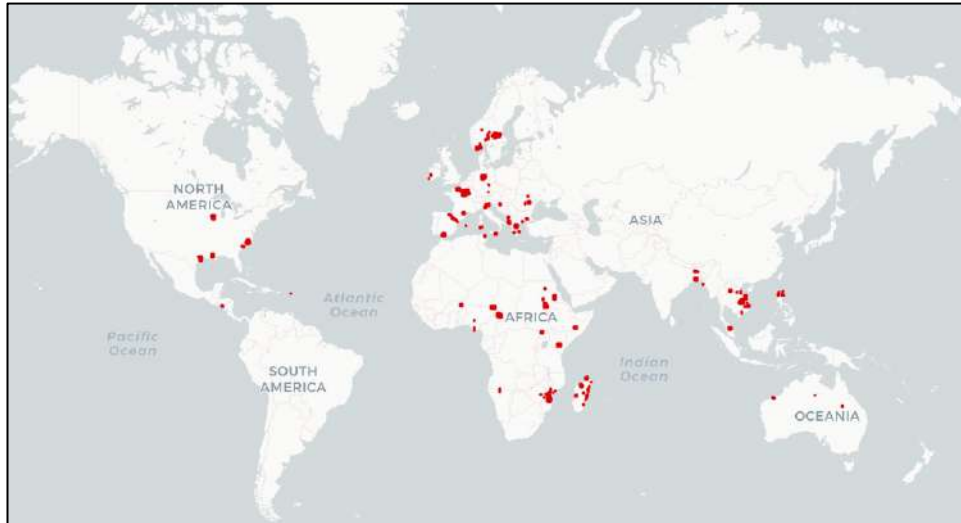 NORTH
AMERICA
ASIA
Atlantic
Ocean
AFRICA
Pacific
Ocean
Indian
Ocean
SOUTH
AMERICA
OCEANIA